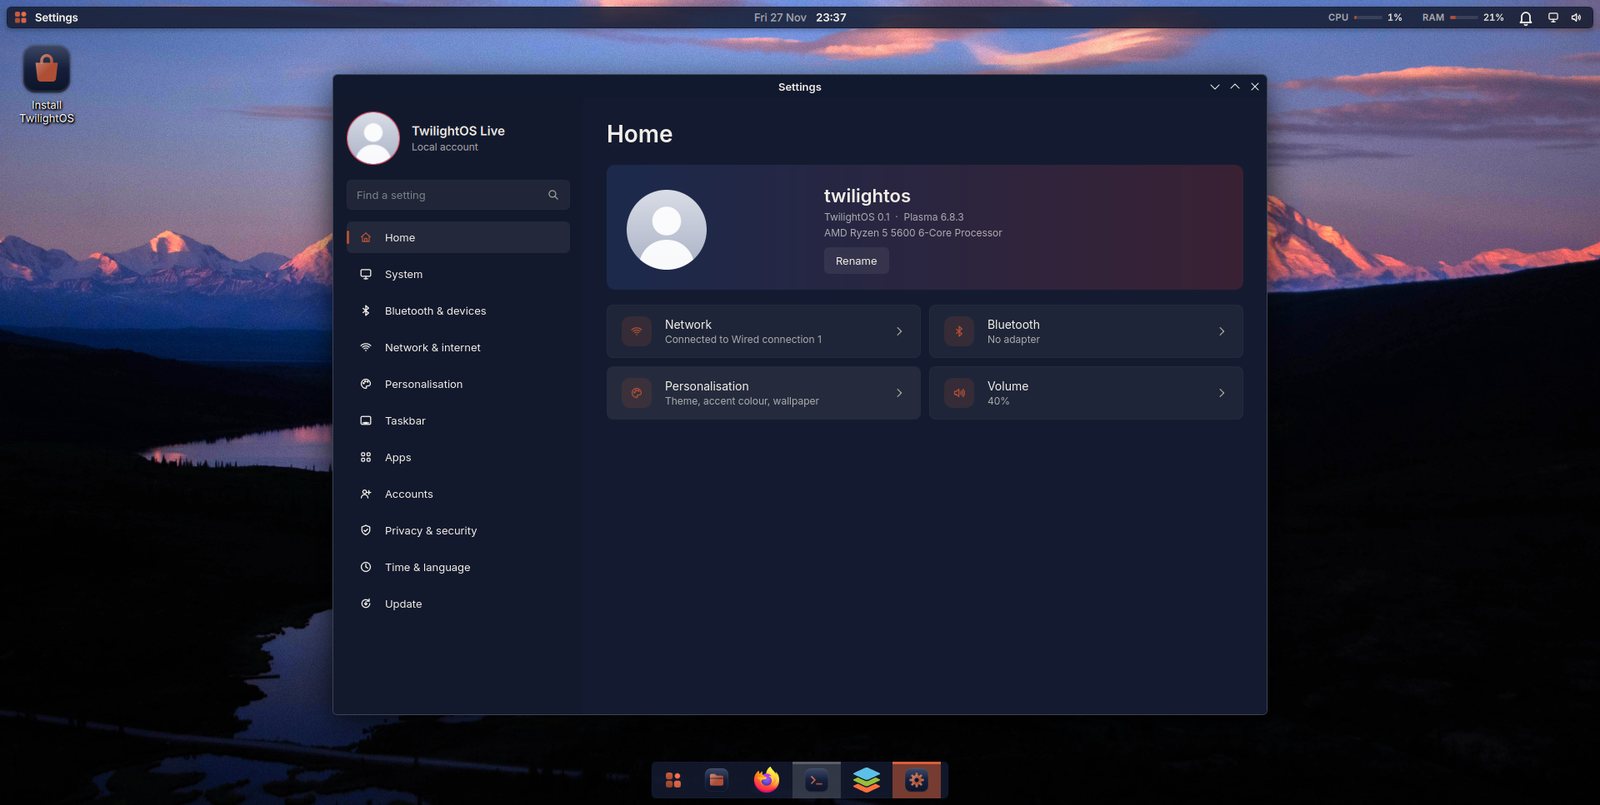 Settings
Fri 27 Nov 23:37
CPU 1% RAM 21%
Install
TwilightOS
Settings
TwilightOS Live
Local account
Find a setting
Home
System
Bluetooth & devices
Network & internet
Personalisation
Taskbar
Apps
Accounts
Privacy & security
Time & language
Update
Home
twilightos
TwilightOS 0.1 · Plasma 6.8.3
AMD Ryzen 5 5600 6-Core Processor
Rename
Network
Connected to Wired connection 1
Bluetooth
No adapter
Personalisation
Theme, accent colour, wallpaper
Volume
40%